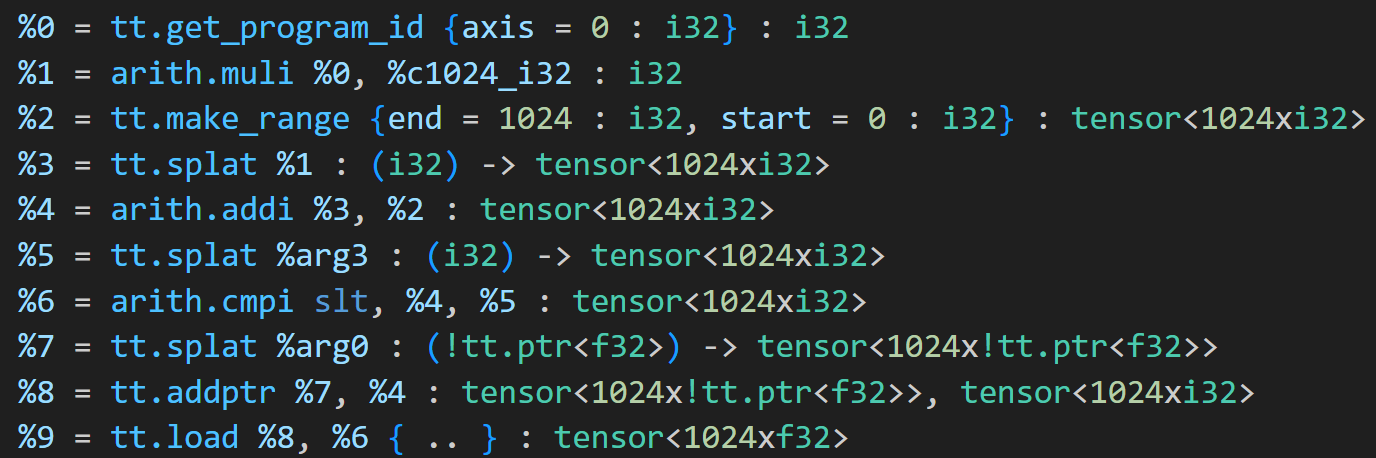 %0 = tt.get_program_id {axis = 0 : i32} : i32
%1 = arith.muli %0, %c1024_i32 : i32
%2 = tt.make_range {end = 1024 : i32, start = 0 : i32} : tensor<1024xi32>
%3 = tt.splat %1 : (i32) -> tensor<1024xi32>
%4 = arith.addi %3, %2 : tensor<1024xi32>
%5 = tt.splat %arg3 : (i32) -> tensor<1024xi32>
%6 = arith.cmpi slt, %4, %5 : tensor<1024xi32>
%7 = tt.splat %arg0 : (!tt.ptr<f32>) -> tensor<1024x!tt.ptr<f32>>
%8 = tt.addptr %7, %4 : tensor<1024x!tt.ptr<f32>>, tensor<1024xi32>
%9 = tt.load %8, %6 { .. } : tensor<1024xf32>